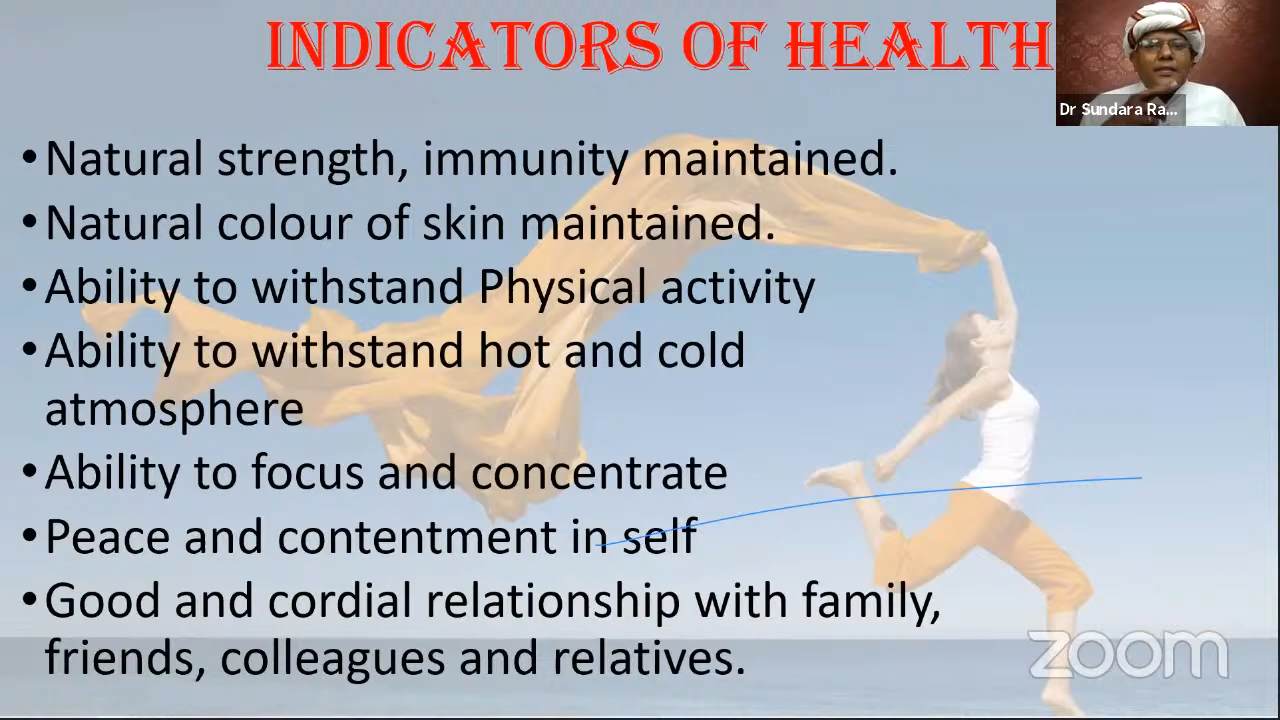 INDICATORS OF HEALTH
Dr Sundara Ra...
•Natural strength, immunity maintained.
•Natural colour of skin maintained.
•Ability to withstand Physical activity
•Ability to withstand hot and cold
atmosphere
•Ability to focus and concentrate
•Peace and contentment in self
•Good and cordial relationship with family,
friends, colleagues and relatives.
zoom